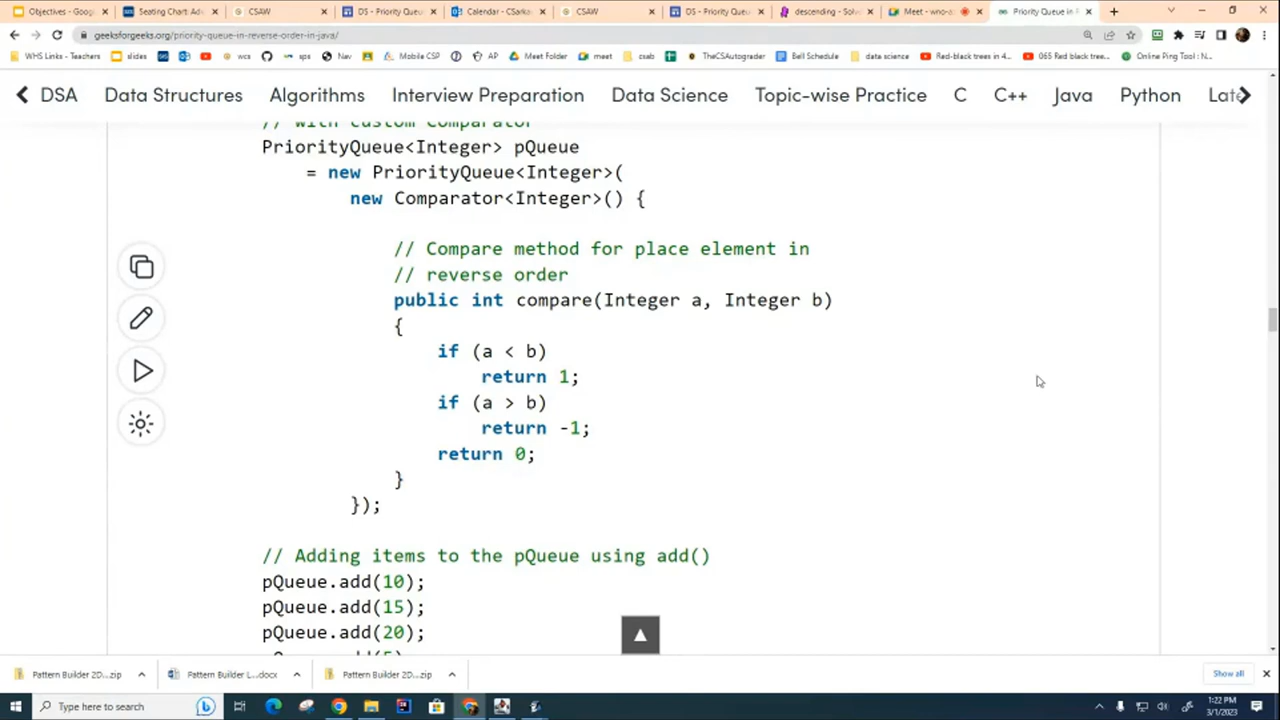 Objectives - Google
Seating Chart: Adv
CSAW
DS - Priority Queu
Calendar - CSarka
CSAW
DS - Priority Queu
descending - Solv
Meet - wno-a
Priority Queue in R
geeksforgeeks.org/priority-queue-in-reverse-order-in-java/
WHS Links - Teachers
slides
wcs
sps
Nav
Mobile CSP
AP
Meet Folder
meet
csab
TheCSAutograder
Bell Schedule
data science
Red-black trees in 4...
065 Red black tree...
Online Ping Tool : N...
DSA Data Structures Algorithms Interview Preparation Data Science Topic-wise Practice C C++ Java Python Late
// with Custom Comparator
PriorityQueue<Integer> pQueue
= new PriorityQueue<Integer>(
new Comparator<Integer>() {
// Compare method for place element in
// reverse order
public int compare(Integer a, Integer b)
{
if (a < b)
return 1;
if (a > b)
return -1;
return 0;
}
});
// Adding items to the pQueue using add()
pQueue.add(10);
pQueue.add(15);
pQueue.add(20);
Pattern Builder 2D....zip
Pattern Builder L....docx
Pattern Builder 2D....zip
Show all
Type here to search
1:22 PM
3/1/2023